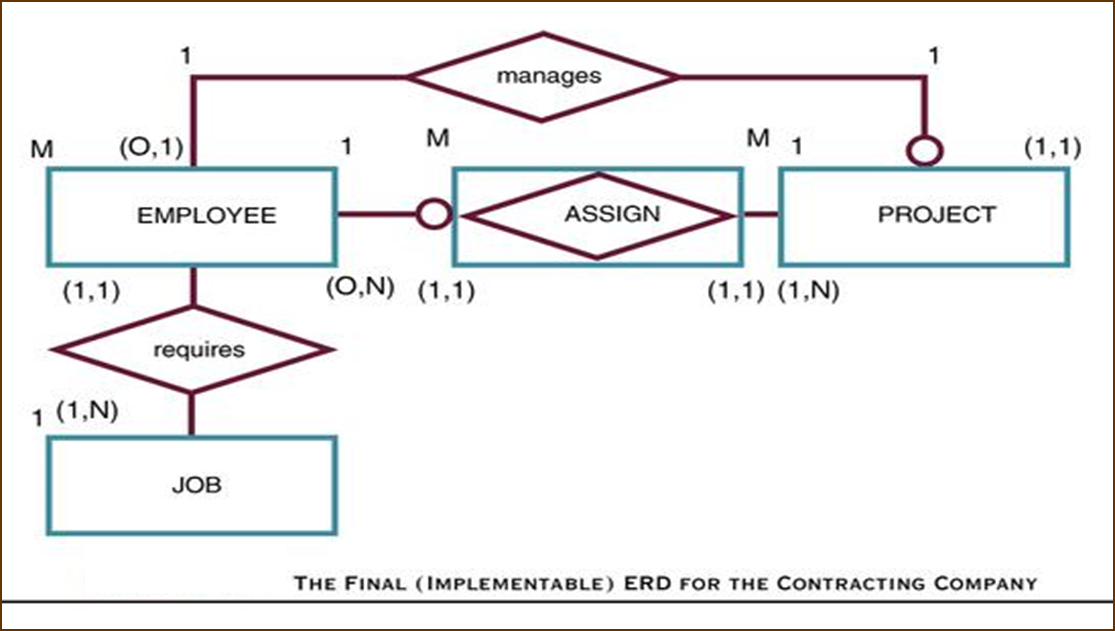 1 1
manages
M (O,1) 1 M M 1 (1,1)
EMPLOYEE ASSIGN PROJECT
(1,1) (O,N) (1,1) (1,1) (1,N)
requires
1 (1,N)
JOB
THE FINAL (IMPLEMENTABLE) ERD FOR THE CONTRACTING COMPANY